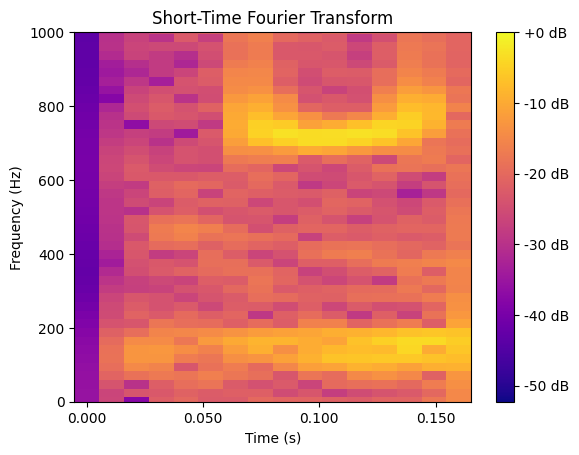 Short-Time Fourier Transform
1000
800
600
400
200
0
Frequency (Hz)
0.000
0.050
0.100
0.150
Time (s)
+0 dB
-10 dB
-20 dB
-30 dB
-40 dB
-50 dB